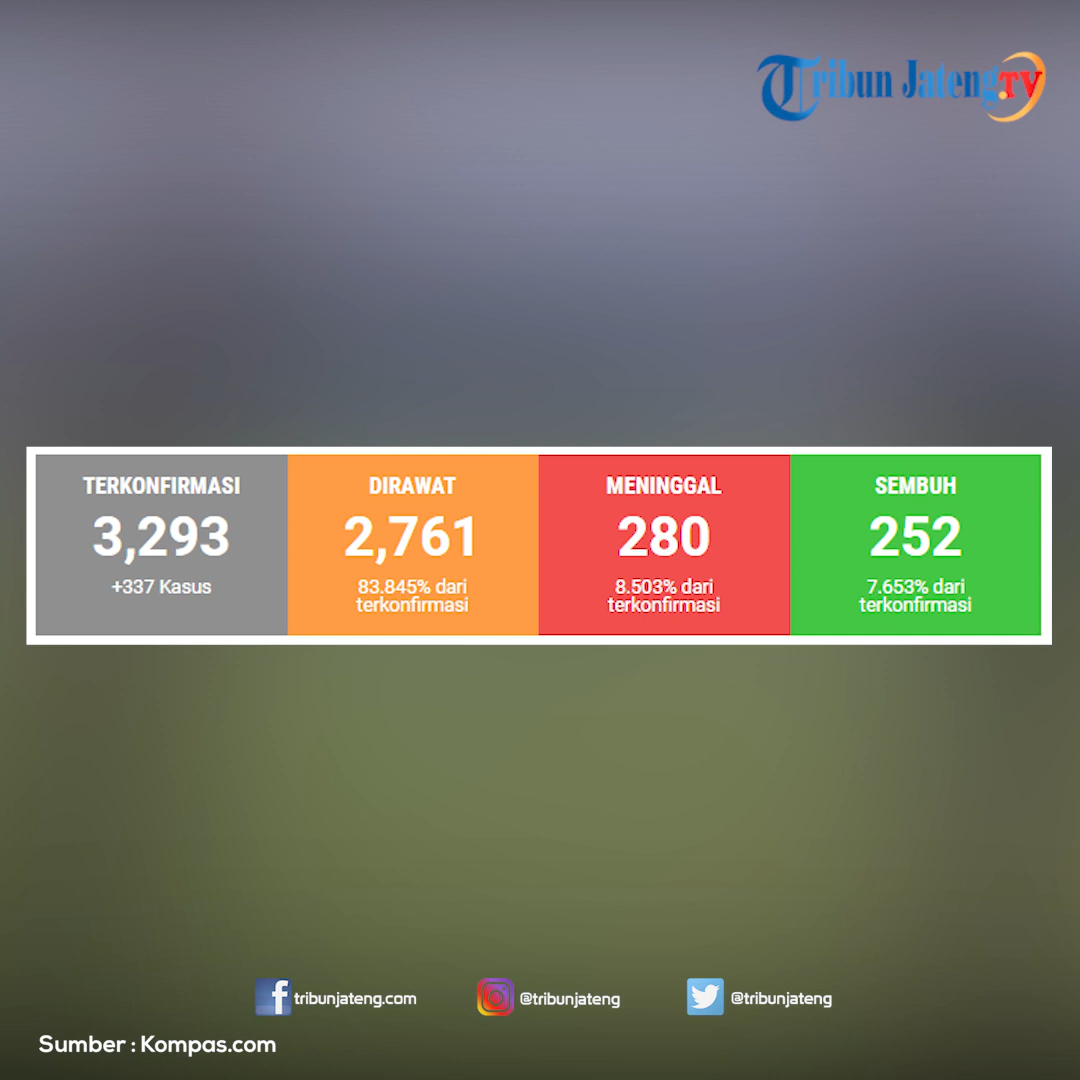 Tribun Jateng.TV
TERKONFIRMASI
3,293
+337 Kasus
DIRAWAT
2,761
83.845% dari
terkonfirmasi
MENINGGAL
280
8.503% dari
terkonfirmasi
SEMBUH
252
7.653% dari
terkonfirmasi
tribunjateng.com
@tribunjateng
@tribunjateng
Sumber : Kompas.com